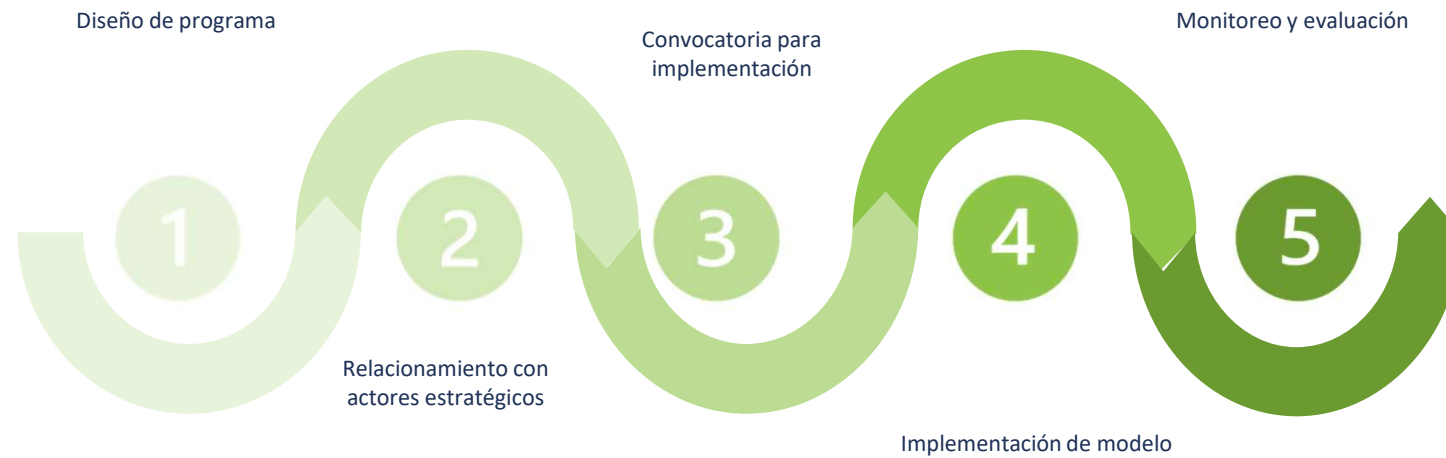 Diseño de programa
1
2
Relacionamiento con
actores estratégicos
Convocatoria para
implementación
3
4
Implementación de modelo
Monitoreo y evaluación
5